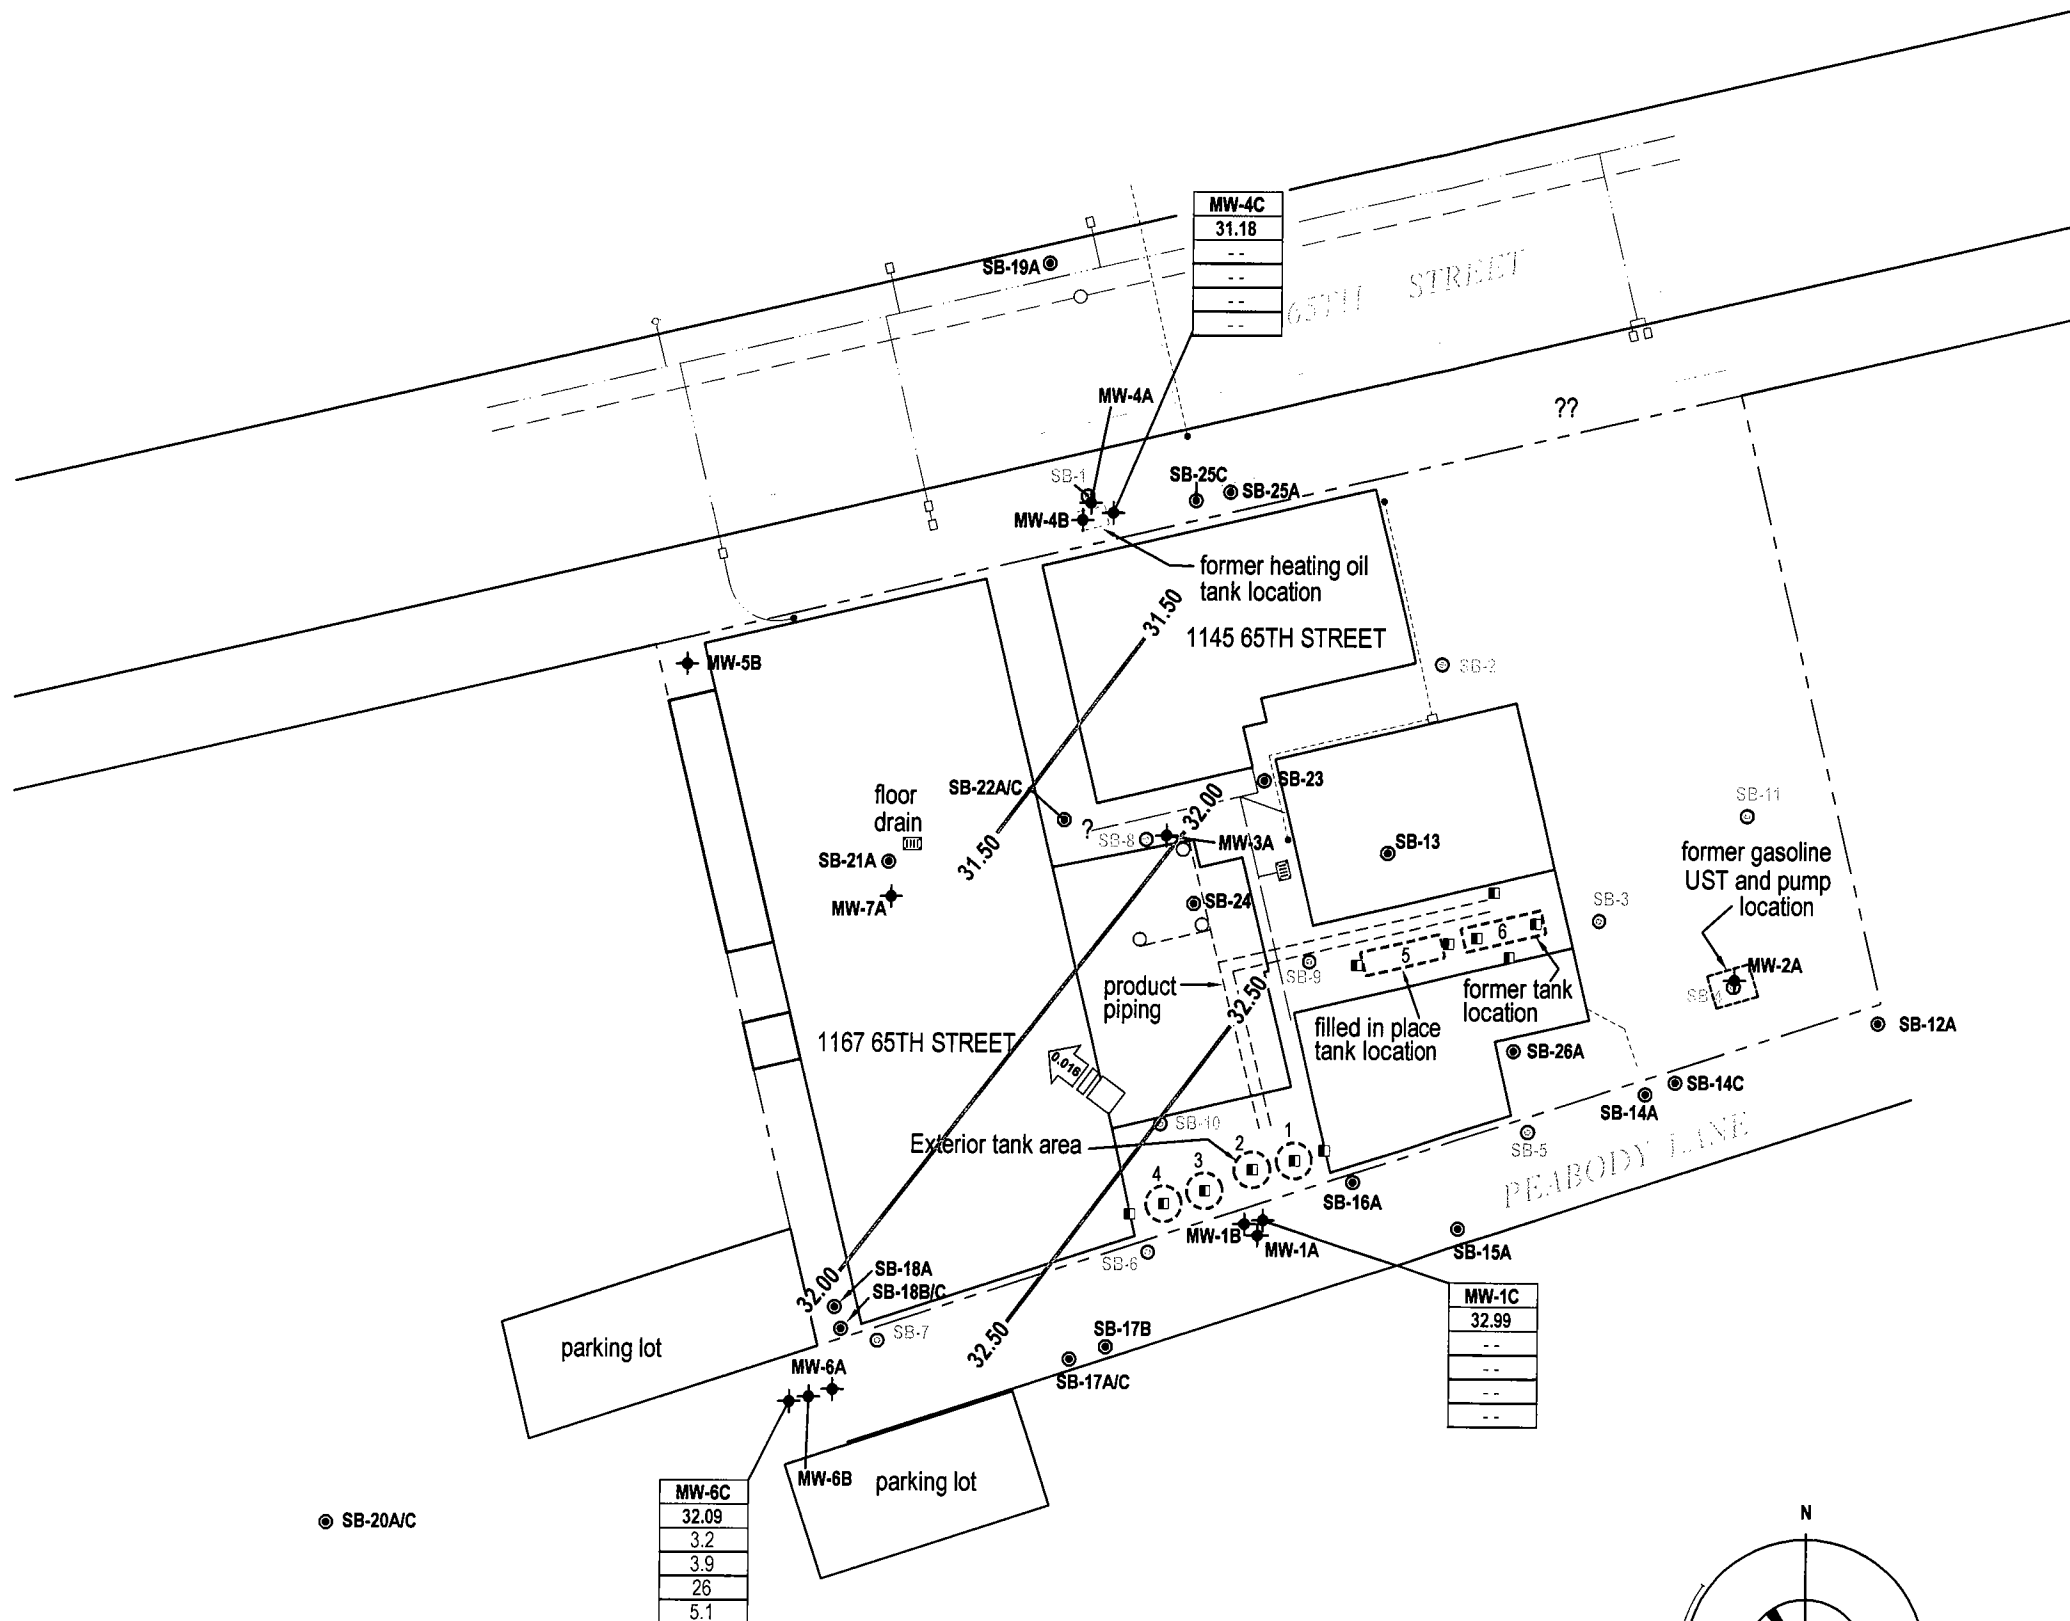 MW-4C
31.18
- -
- -
- -
- -
SB-19A
65TH STREET
MW-4A
??
SB-1
SB-25C
SB-25A
MW-4B
former heating oil
tank location
31.50
1145 65TH STREET
MW-5B
SB-2
SB-22A/C
SB-23
floor
drain
32.00
SB-11
?
SB-8
MW-3A
SB-13
31.50
SB-21A
former gasoline
UST and pump
location
MW-7A
SB-24
SB-3
6
5
SB-9
MW-2A
SB-4
product
piping
32.50
former tank
location
filled in place
tank location
SB-12A
1167 65TH STREET
0.016
SB-26A
SB-14C
SB-14A
SB-10
Exterior tank area
1
2
3
4
SB-5
PEABODY LANE
SB-16A
MW-1B
MW-1A
SB-6
SB-15A
32.00
SB-18A
SB-18B/C
SB-7
MW-1C
32.99
- -
- -
- -
- -
32.50
SB-17B
SB-17A/C
parking lot
MW-6A
MW-6B
parking lot
MW-6C
32.09
3.2
3.9
26
5.1
SB-20A/C
N